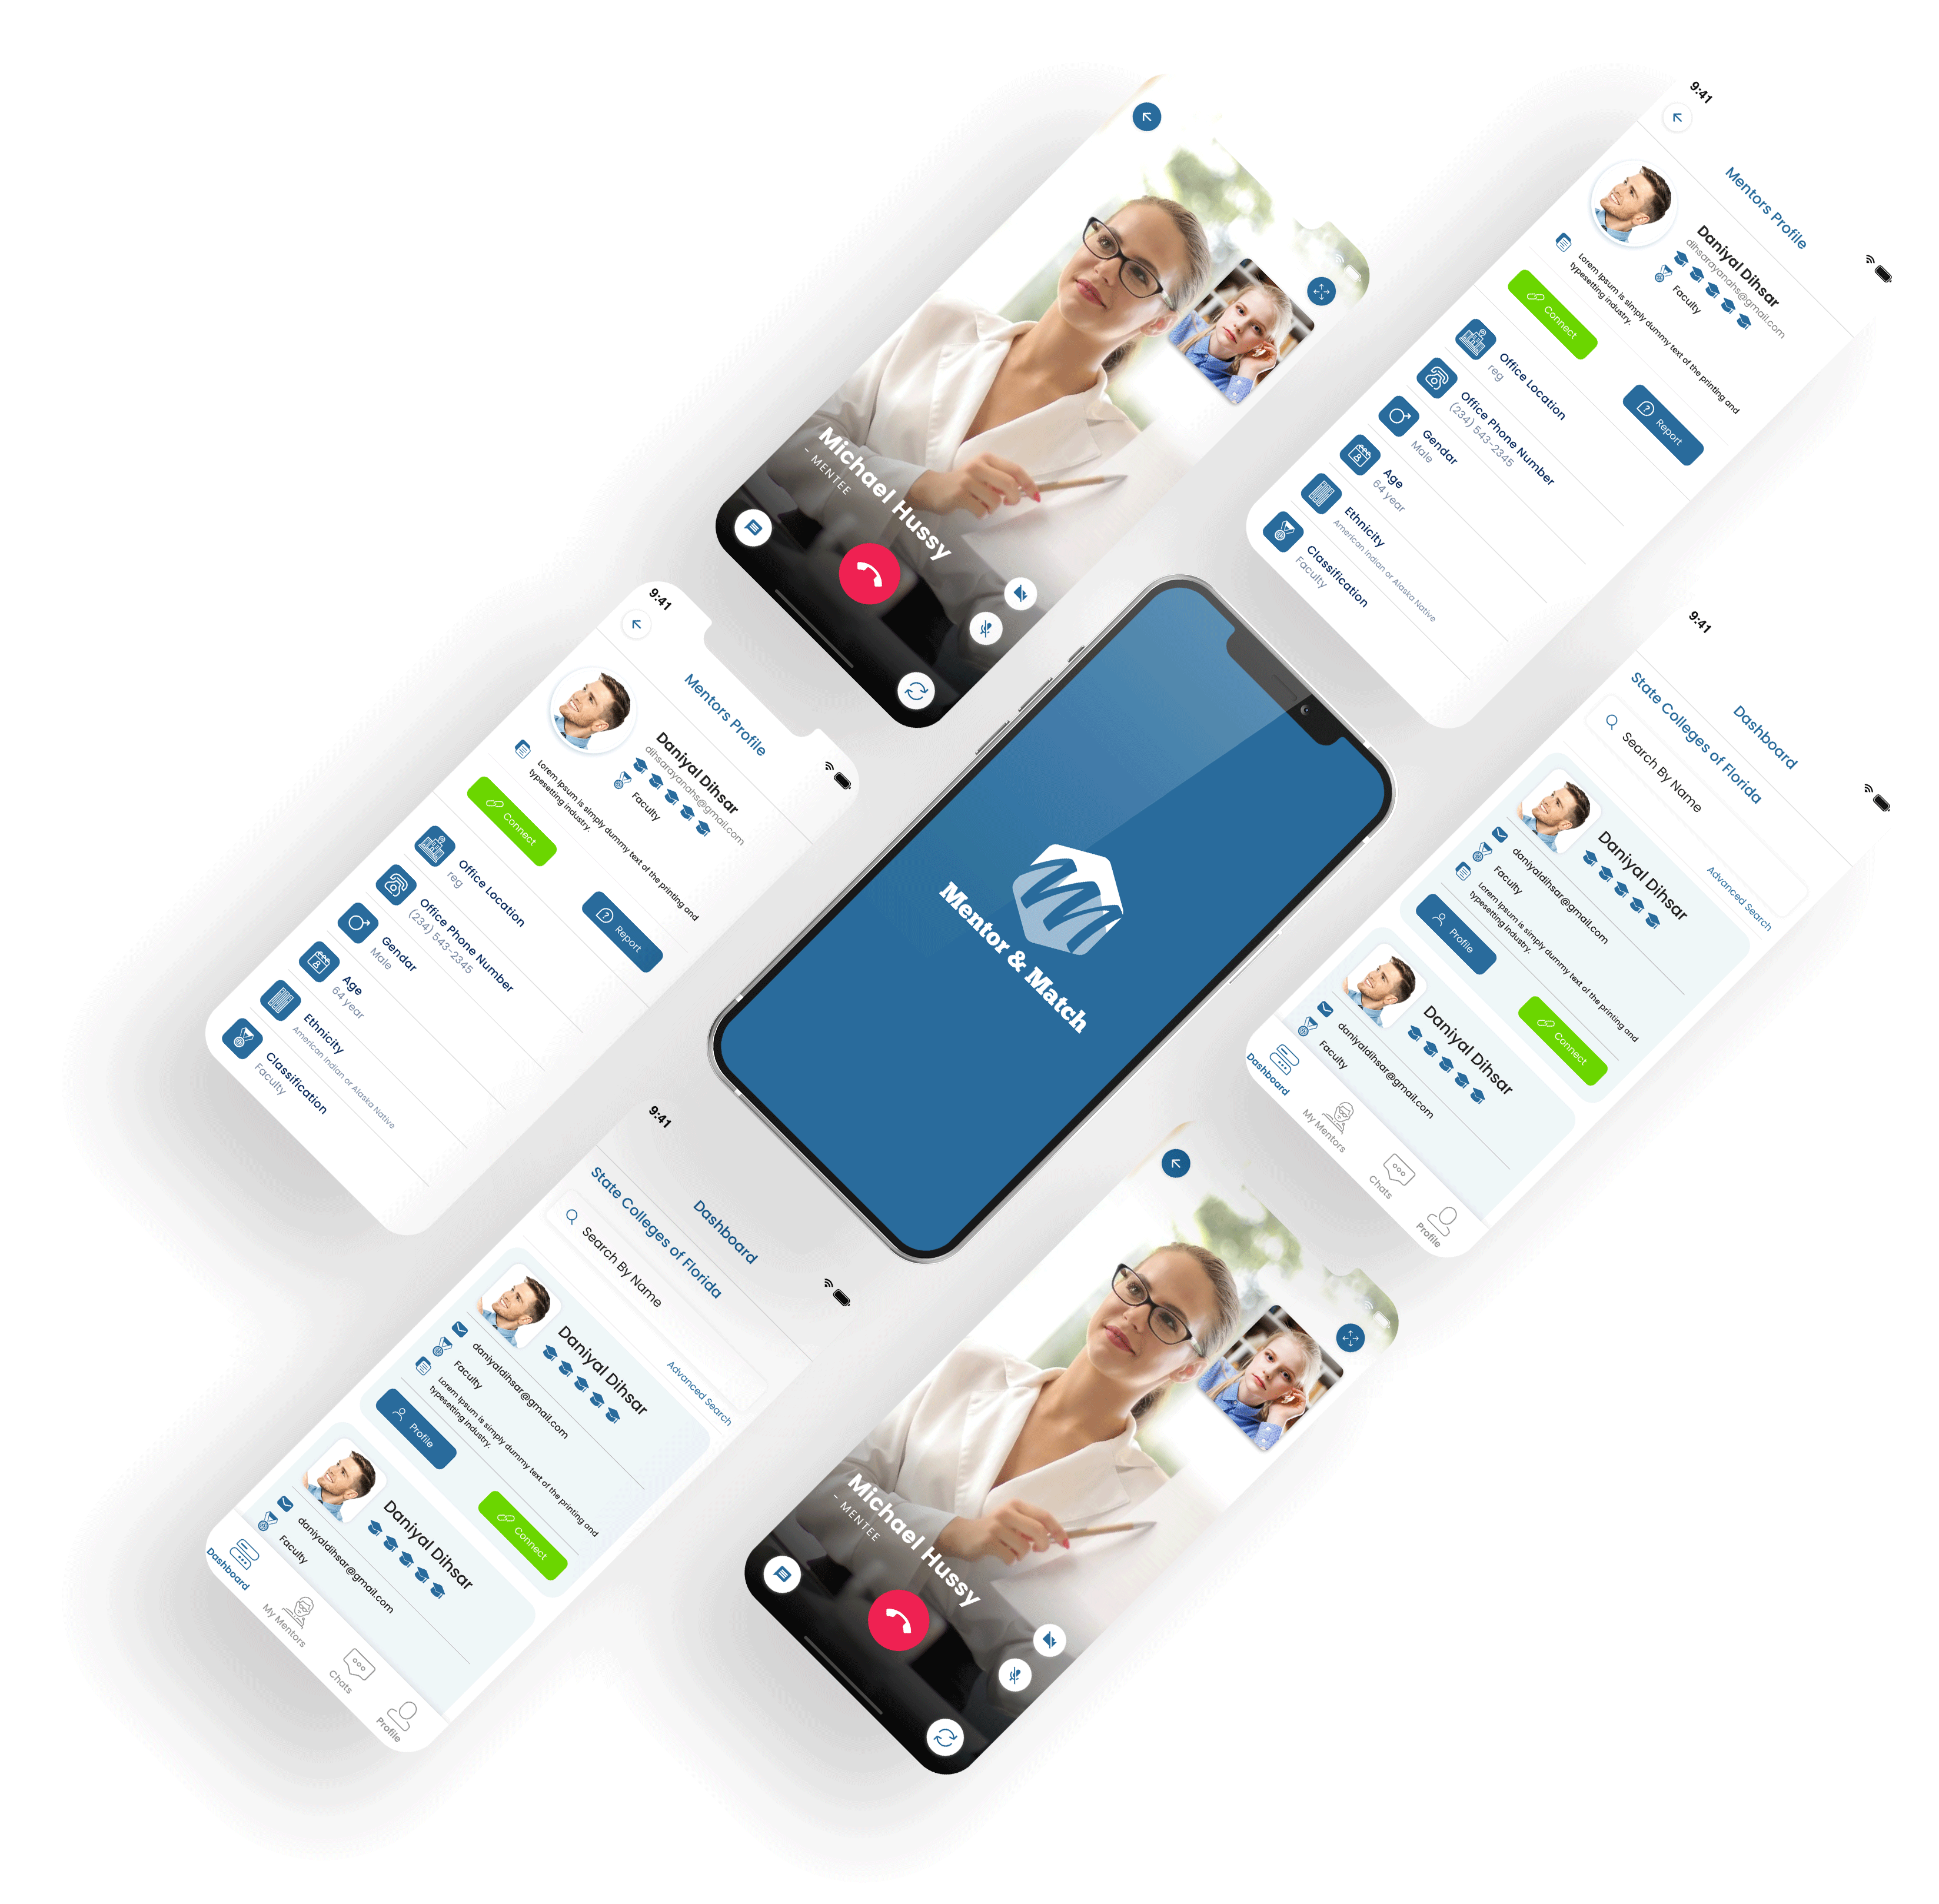 Michael Hussy
- MENTEE
9:41
Mentors Profile
Daniyal Dihsar
dihsarayanahs@gmail.com
Faculty
Lorem Ipsum is simply dummy text of the printing and
typesetting industry.
Connect
Report
Office Location
reg
Office Phone Number
(234) 543-2345
Gendar
Male
Age
64 year
Ethnicity
American Indian or Alaska Native
Classification
Faculty
9:41
Mentors Profile
Daniyal Dihsar
dihsarayanahs@gmail.com
Faculty
Lorem Ipsum is simply dummy text of the printing and
typesetting industry.
Connect
Report
Office Location
reg
Office Phone Number
(234) 543-2345
Gendar
Male
Age
64 year
Ethnicity
American Indian or Alaska Native
Classification
Faculty
Mentor & Match
9:41
Dashboard
State Colleges of Florida
Search By Name
Advanced Search
Daniyal Dihsar
daniyaldihsar@gmail.com
Faculty
Lorem Ipsum is simply dummy text of the printing and
typesetting industry.
Profile
Connect
Daniyal Dihsar
daniyaldihsar@gmail.com
Faculty
Dashboard
My Mentors
Chats
Profile
9:41
Dashboard
State Colleges of Florida
Search By Name
Advanced Search
Daniyal Dihsar
daniyaldihsar@gmail.com
Faculty
Lorem Ipsum is simply dummy text of the printing and
typesetting industry.
Profile
Connect
Daniyal Dihsar
daniyaldihsar@gmail.com
Faculty
Dashboard
My Mentors
Chats
Profile
Michael Hussy
- MENTEE